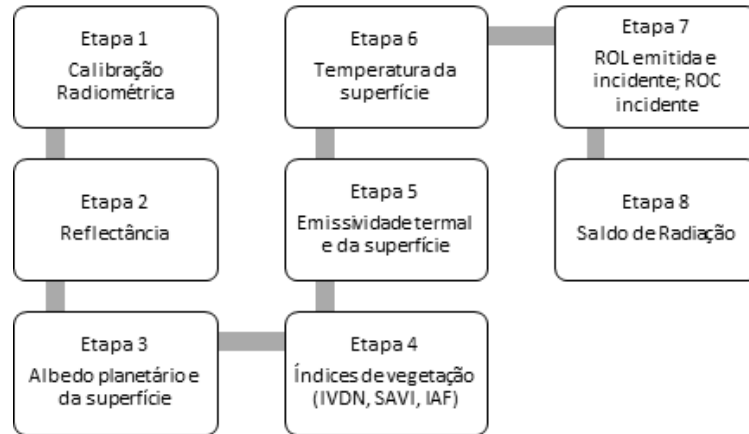 Etapa 1
Calibração
Radiométrica
Etapa 2
Reflectância
Etapa 3
Albedo planetário e
da superfície
Etapa 4
Índices de vegetação
(IVDN, SAVI, IAF)
Etapa 5
Emissividade termal
e da superfície
Etapa 6
Temperatura da
superfície
Etapa 7
ROL emitida e
incidente; ROC
incidente
Etapa 8
Saldo de Radiação